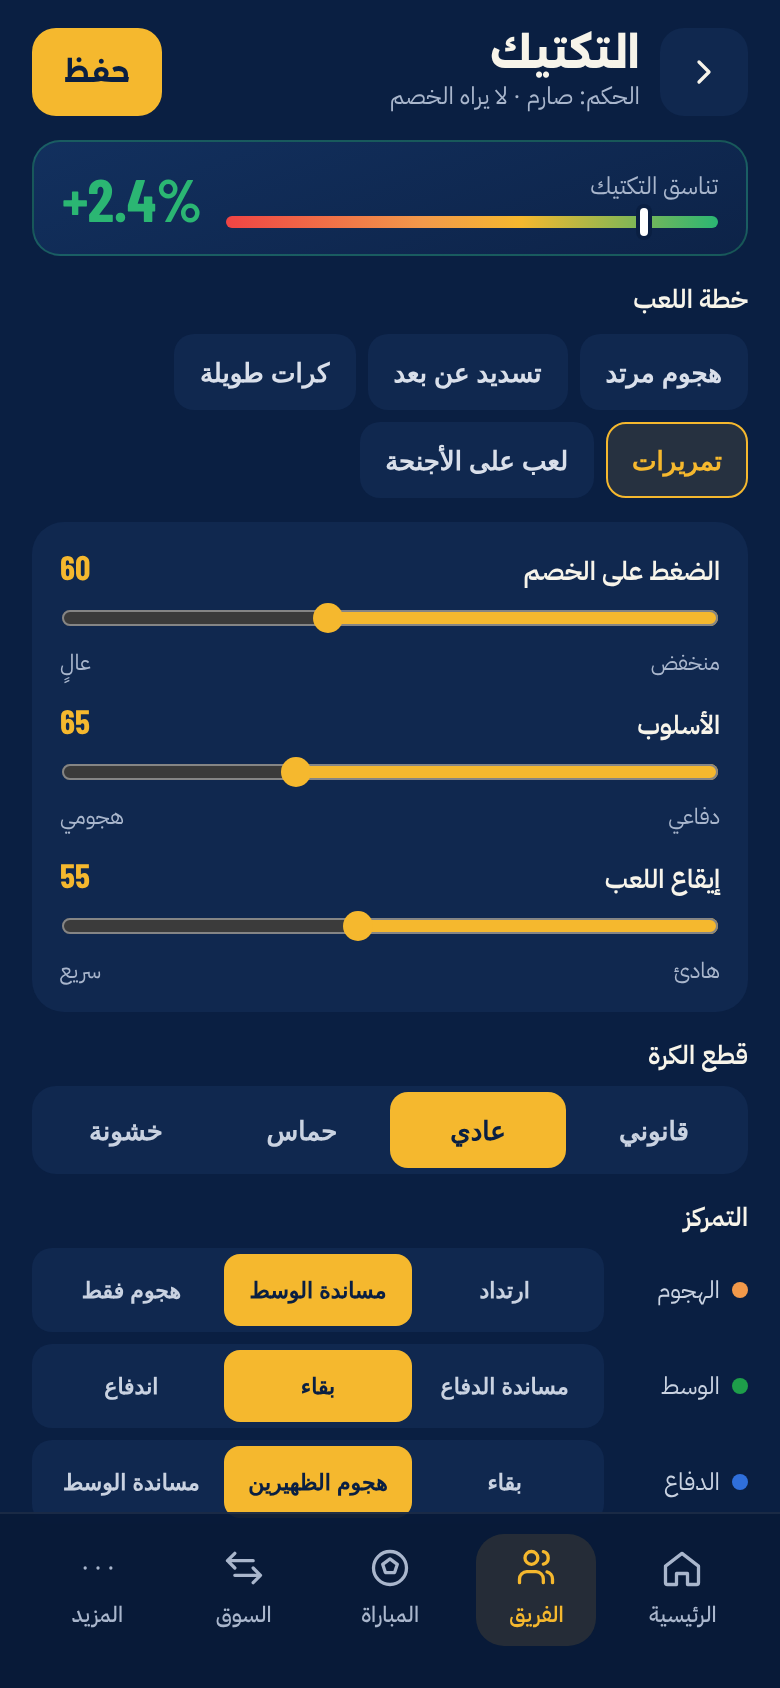 التكتيك
حفظ
الحكم: صارم · لا يراه الخصم
تناسق التكتيك
+2.4%
خطة اللعب
هجوم مرتد تسديد عن بعد كرات طويلة
تمريرات لعب على الأجنحة
الضغط على الخصم 60
منخفض عالٍ
الأسلوب 65
دفاعي هجومي
إيقاع اللعب 55
هادئ سريع
قطع الكرة
قانوني عادي حماس خشونة
التمركز
الهجوم ارتداد مساندة الوسط هجوم فقط
الوسط مساندة الدفاع بقاء اندفاع
الدفاع بقاء هجوم الظهيرين مساندة الوسط
الرئيسية الفريق المباراة السوق المزيد